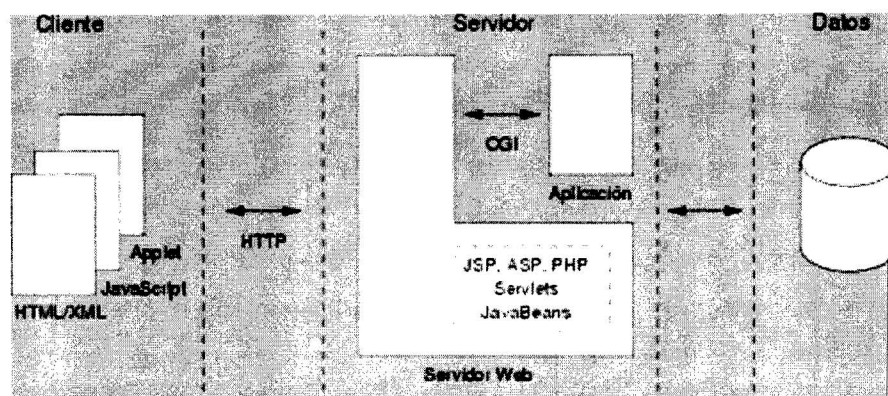 Cliente
Servidor
Datos
CGI
Aplicación
HTTP
Applet
JavaScript
HTML/XML
JSP, ASP, PHP
Servlets
JavaBeans
Servidor Web